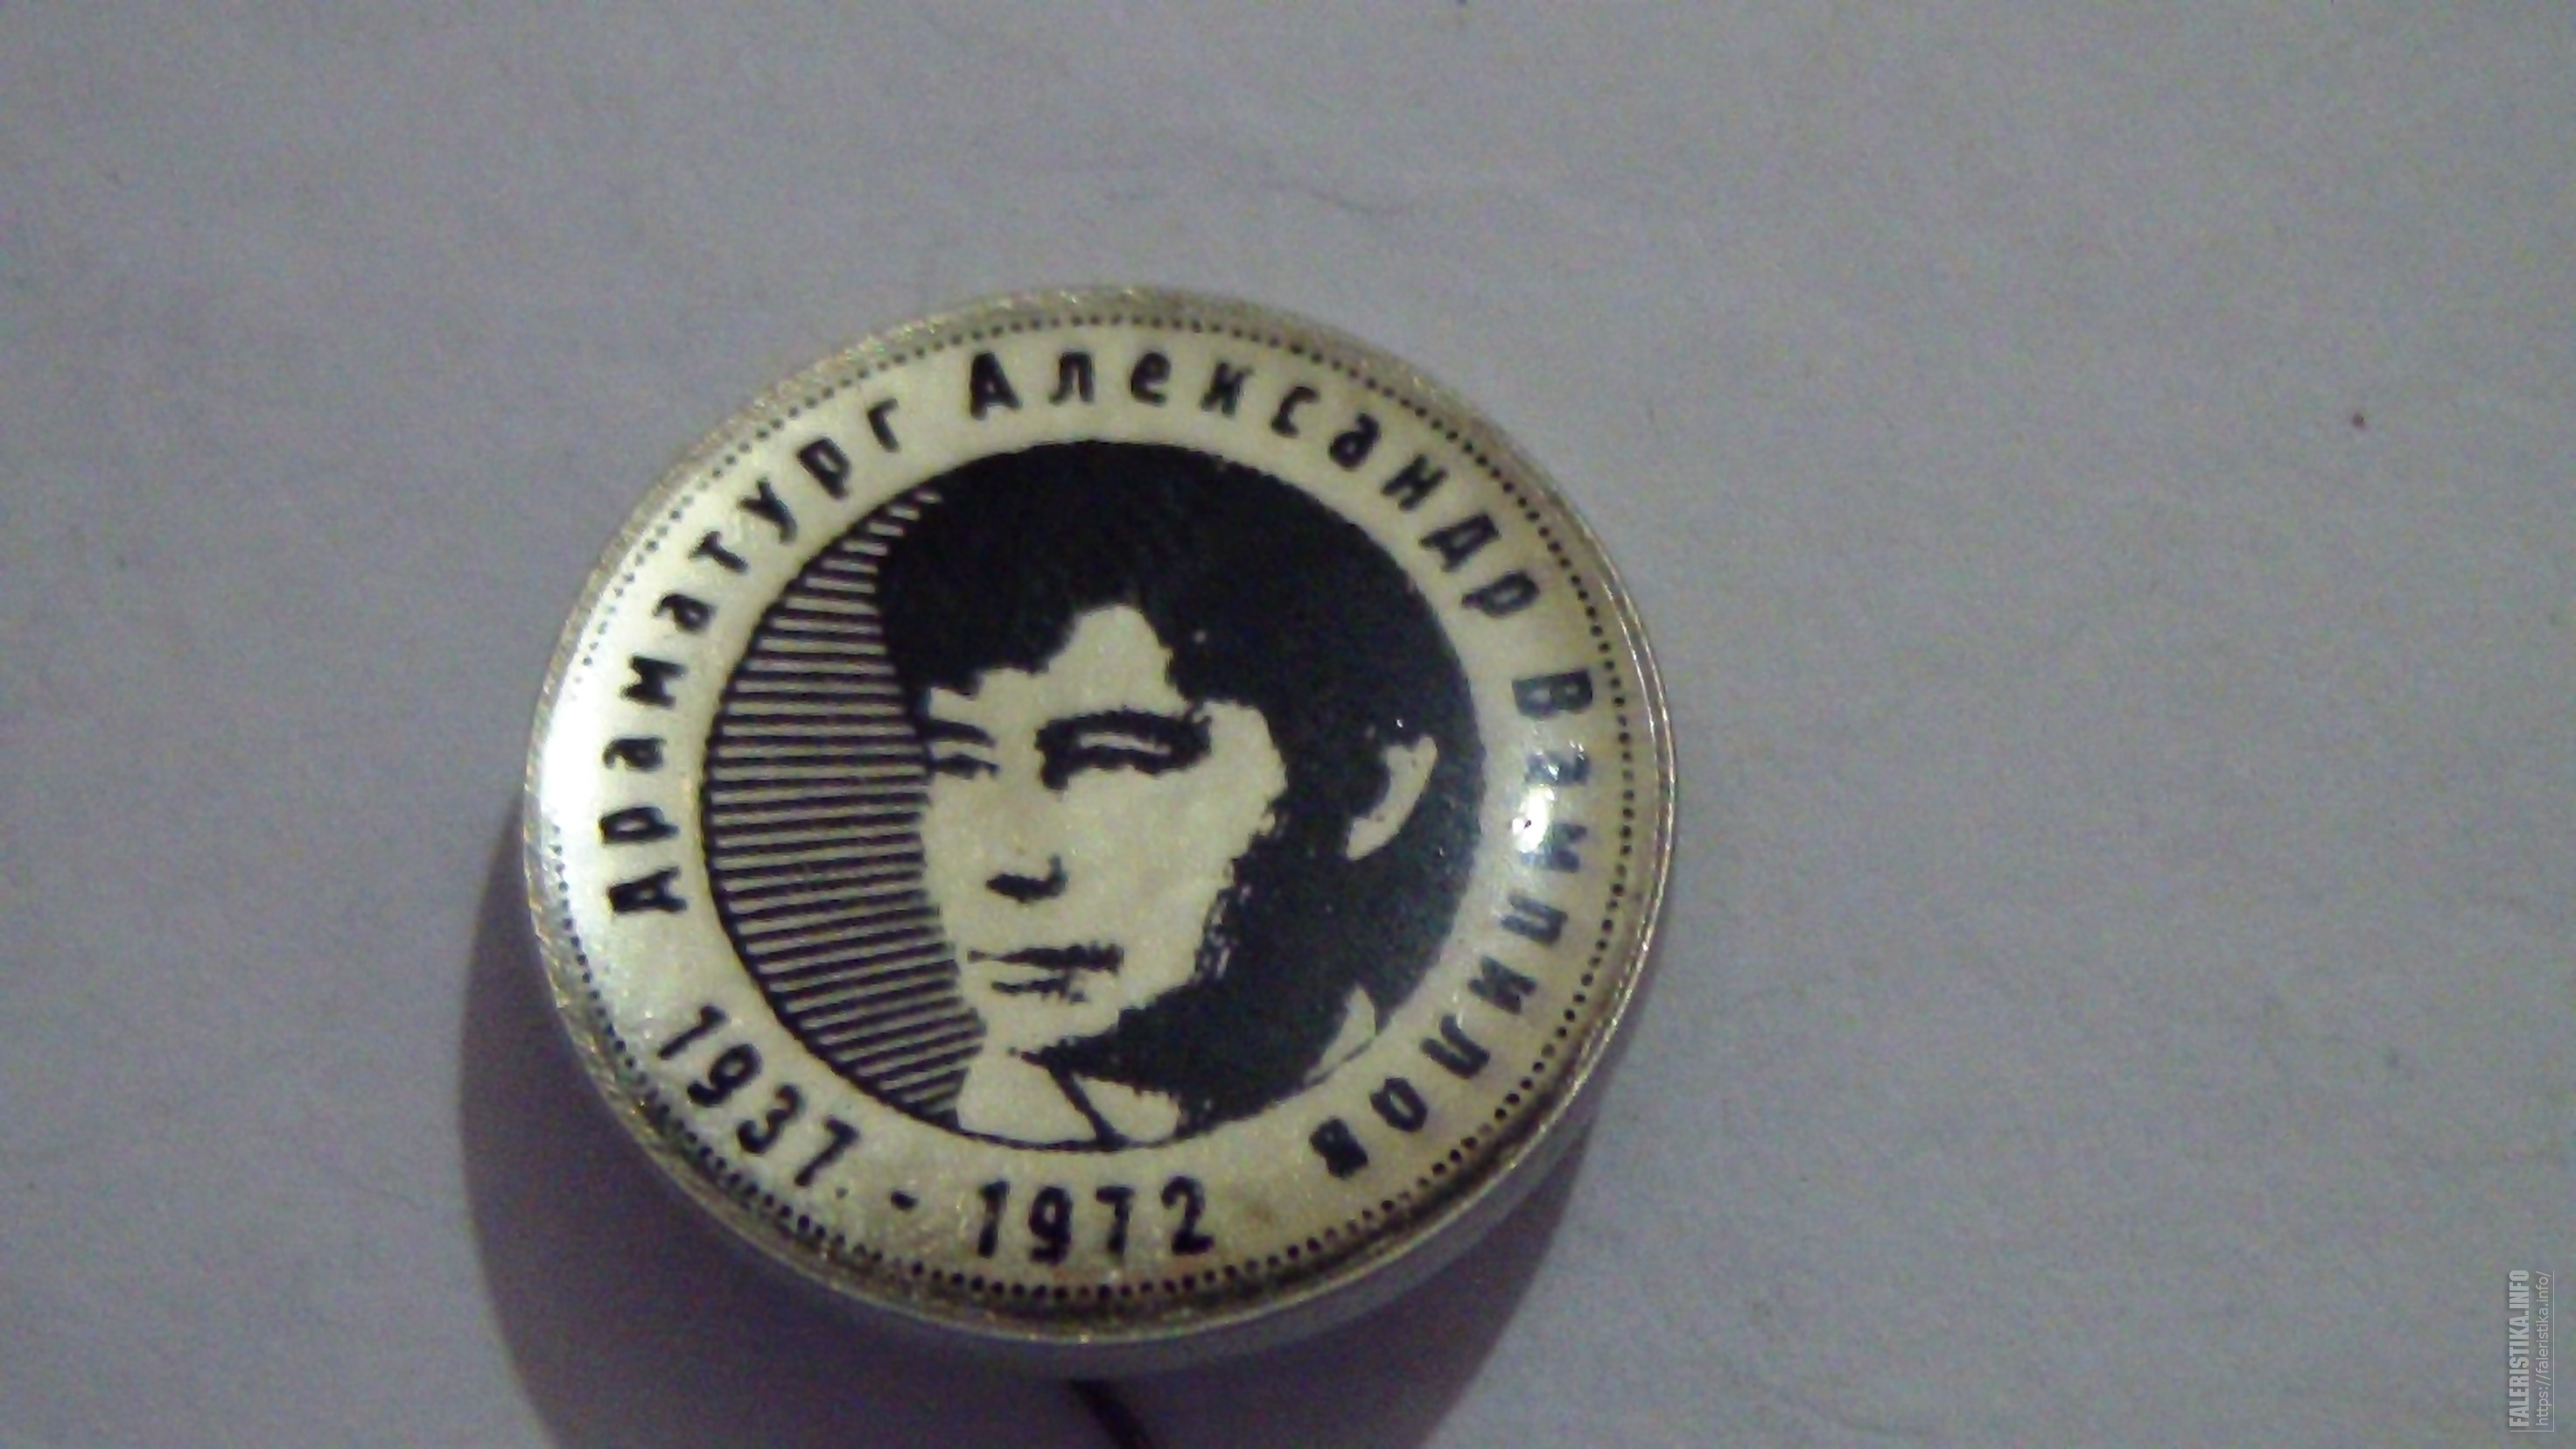 Драматург Александр Вампилов
1937. - 1972
FALERISTIKA.INFO
https://faleristika.info/